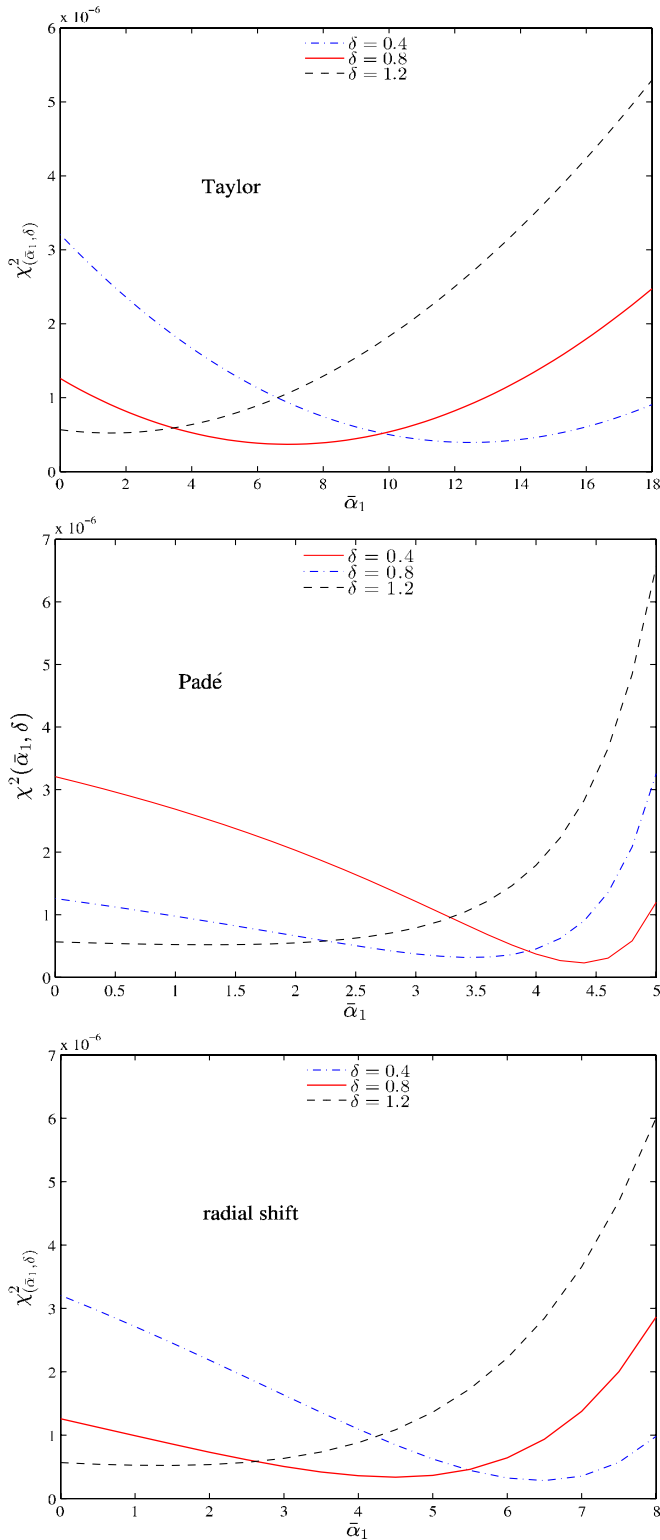 x 10⁻⁶
6
δ = 0.4
δ = 0.8
δ = 1.2
5
4
Taylor
3
χ²(ᾱ₁,δ)
2
1
0
0 2 4 6 8 10 12 14 16 18
ᾱ₁
x 10⁻⁶
7
δ = 0.4
δ = 0.8
δ = 1.2
6
5
Padé
4
χ²(ᾱ₁, δ)
3
2
1
0
0 0.5 1 1.5 2 2.5 3 3.5 4 4.5 5
ᾱ₁
x 10⁻⁶
7
δ = 0.4
δ = 0.8
δ = 1.2
6
5
radial shift
4
χ²(ᾱ₁,δ)
3
2
1
0
0 1 2 3 4 5 6 7 8
ᾱ₁